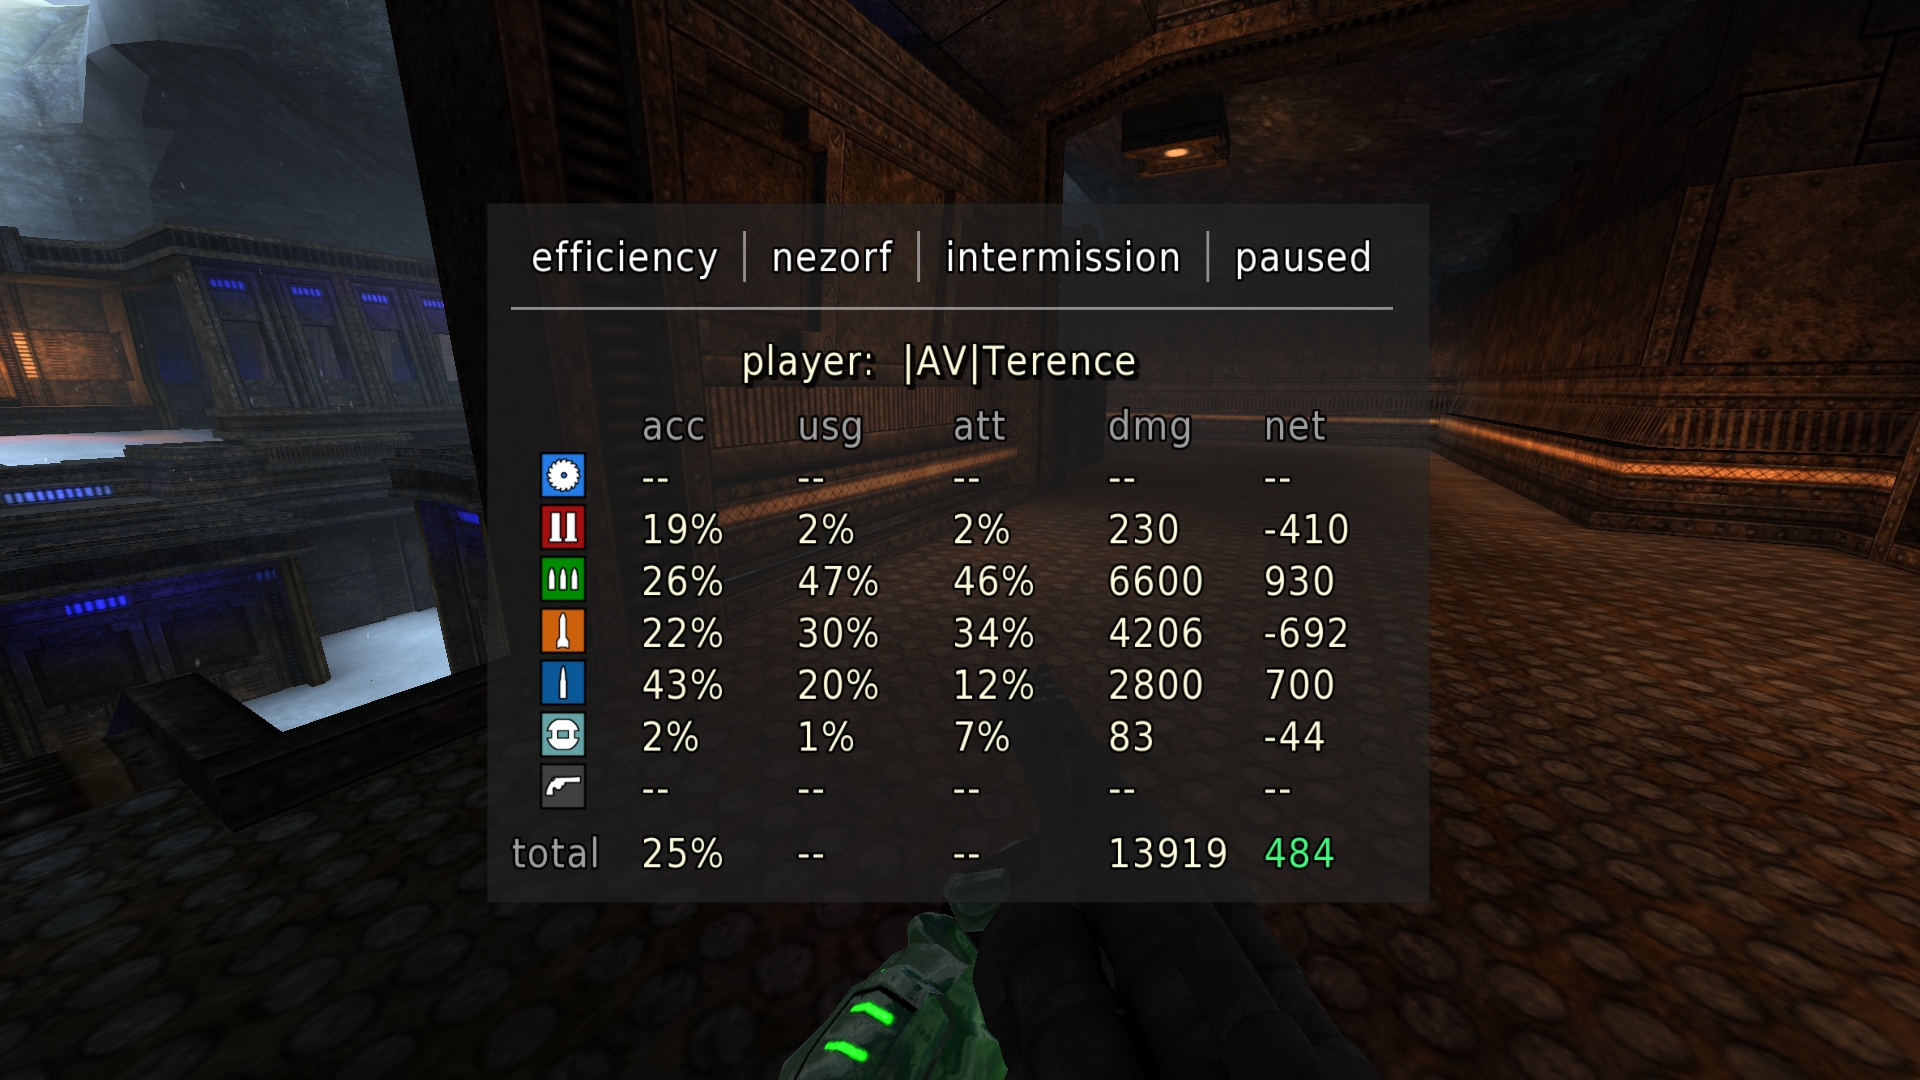 efficiency | nezorf | intermission | paused
player: |AV|Terence
acc usg att dmg net
-- -- -- -- --
19% 2% 2% 230 -410
26% 47% 46% 6600 930
22% 30% 34% 4206 -692
43% 20% 12% 2800 700
2% 1% 7% 83 -44
-- -- -- -- --
total 25% -- -- 13919 484